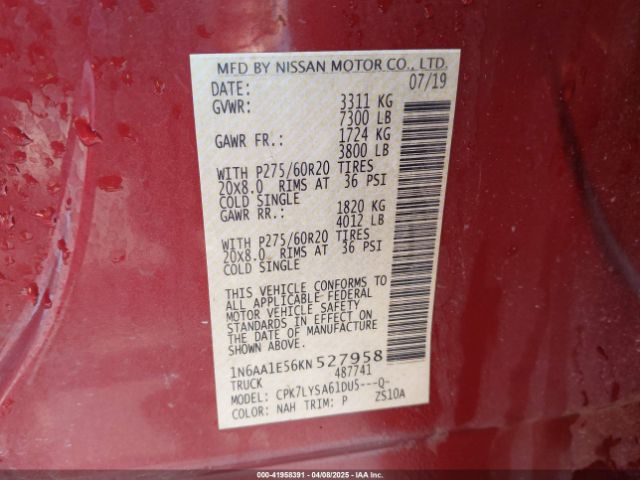 MFD BY NISSAN MOTOR CO., LTD.
DATE: 07/19
GVWR: 3311 KG
7300 LB
GAWR FR.: 1724 KG
3800 LB
WITH P275/60R20 TIRES
20x8.0 RIMS AT 36 PSI
COLD SINGLE
GAWR RR.: 1820 KG
4012 LB
WITH P275/60R20 TIRES
20x8.0 RIMS AT 36 PSI
COLD SINGLE
THIS VEHICLE CONFORMS TO
ALL APPLICABLE FEDERAL
MOTOR VEHICLE SAFETY
STANDARDS IN EFFECT ON
THE DATE OF MANUFACTURE
SHOWN ABOVE.
1N6AA1E56KN527958
TRUCK 487741
MODEL: CPK7LYSA61DU5---Q-
COLOR: NAH TRIM: P ZS10A
000-41958391 04/08/2025 IAA Inc.